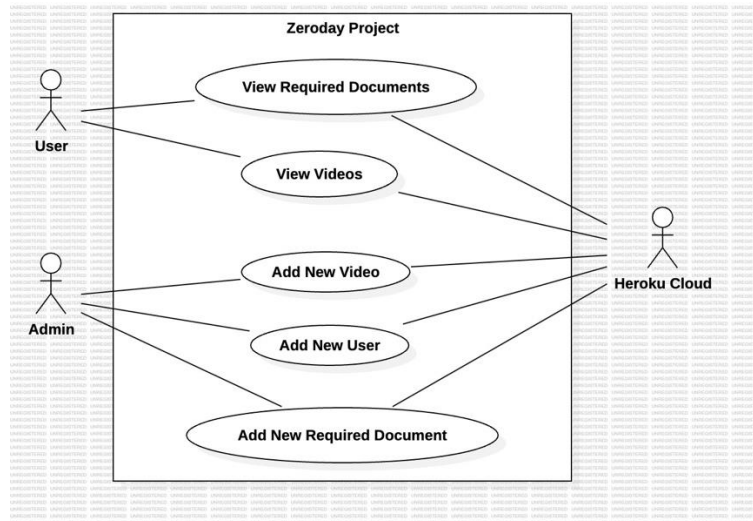 Zeroday Project
View Required Documents
User
View Videos
Add New Video
Heroku Cloud
Admin
Add New User
Add New Required Document
UNREGISTERED